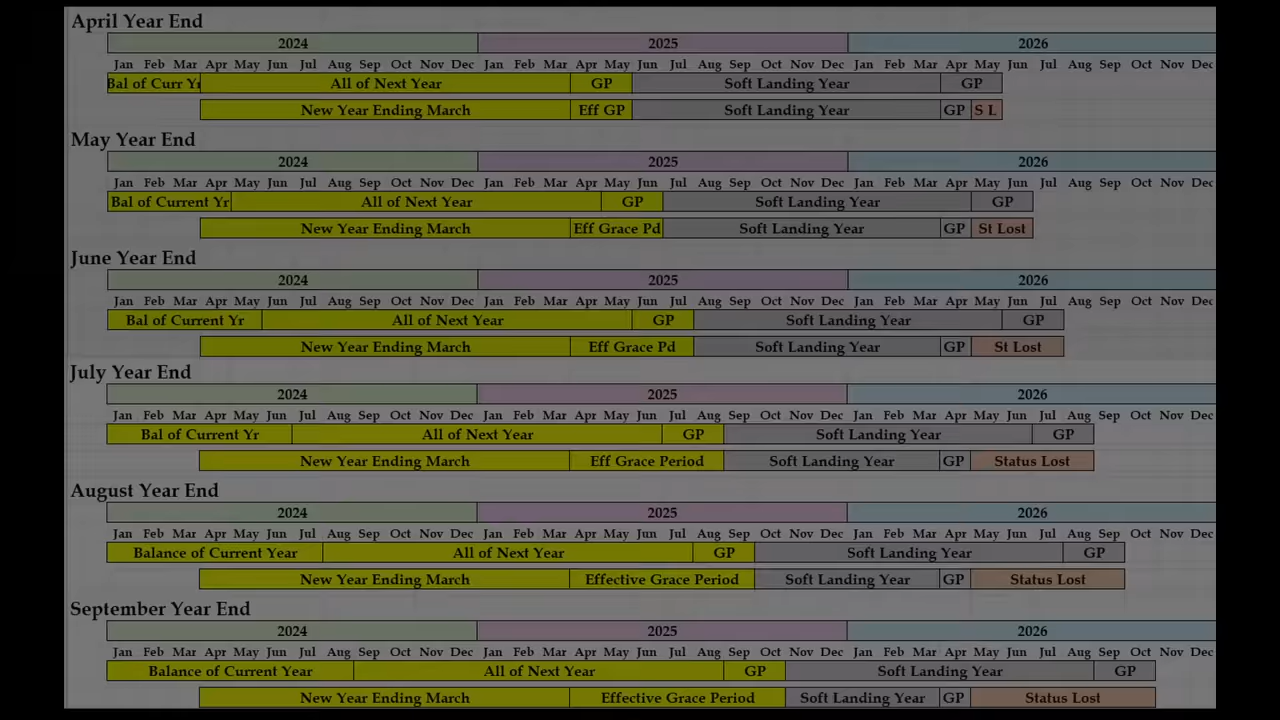 April Year End
2024 2025 2026
Jan Feb Mar Apr May Jun Jul Aug Sep Oct Nov Dec Jan Feb Mar Apr May Jun Jul Aug Sep Oct Nov Dec Jan Feb Mar Apr May Jun Jul Aug Sep Oct Nov Dec
Bal of Curr Yr All of Next Year GP Soft Landing Year GP
New Year Ending March Eff GP Soft Landing Year GP S L
May Year End
2024 2025 2026
Jan Feb Mar Apr May Jun Jul Aug Sep Oct Nov Dec Jan Feb Mar Apr May Jun Jul Aug Sep Oct Nov Dec Jan Feb Mar Apr May Jun Jul Aug Sep Oct Nov Dec
Bal of Current Yr All of Next Year GP Soft Landing Year GP
New Year Ending March Eff Grace Pd Soft Landing Year GP St Lost
June Year End
2024 2025 2026
Jan Feb Mar Apr May Jun Jul Aug Sep Oct Nov Dec Jan Feb Mar Apr May Jun Jul Aug Sep Oct Nov Dec Jan Feb Mar Apr May Jun Jul Aug Sep Oct Nov Dec
Bal of Current Yr All of Next Year GP Soft Landing Year GP
New Year Ending March Eff Grace Pd Soft Landing Year GP St Lost
July Year End
2024 2025 2026
Jan Feb Mar Apr May Jun Jul Aug Sep Oct Nov Dec Jan Feb Mar Apr May Jun Jul Aug Sep Oct Nov Dec Jan Feb Mar Apr May Jun Jul Aug Sep Oct Nov Dec
Bal of Current Yr All of Next Year GP Soft Landing Year GP
New Year Ending March Eff Grace Period Soft Landing Year GP Status Lost
August Year End
2024 2025 2026
Jan Feb Mar Apr May Jun Jul Aug Sep Oct Nov Dec Jan Feb Mar Apr May Jun Jul Aug Sep Oct Nov Dec Jan Feb Mar Apr May Jun Jul Aug Sep Oct Nov Dec
Balance of Current Year All of Next Year GP Soft Landing Year GP
New Year Ending March Effective Grace Period Soft Landing Year GP Status Lost
September Year End
2024 2025 2026
Jan Feb Mar Apr May Jun Jul Aug Sep Oct Nov Dec Jan Feb Mar Apr May Jun Jul Aug Sep Oct Nov Dec Jan Feb Mar Apr May Jun Jul Aug Sep Oct Nov Dec
Balance of Current Year All of Next Year GP Soft Landing Year GP
New Year Ending March Effective Grace Period Soft Landing Year GP Status Lost